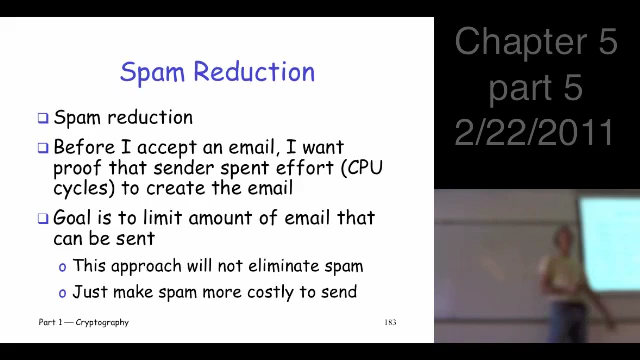 Spam Reduction
Spam reduction
Before I accept an email, I want
proof that sender spent effort (CPU
cycles) to create the email
Goal is to limit amount of email that
can be sent
This approach will not eliminate spam
Just make spam more costly to send
Part 1 — Cryptography
183
Chapter 5
part 5
2/22/2011